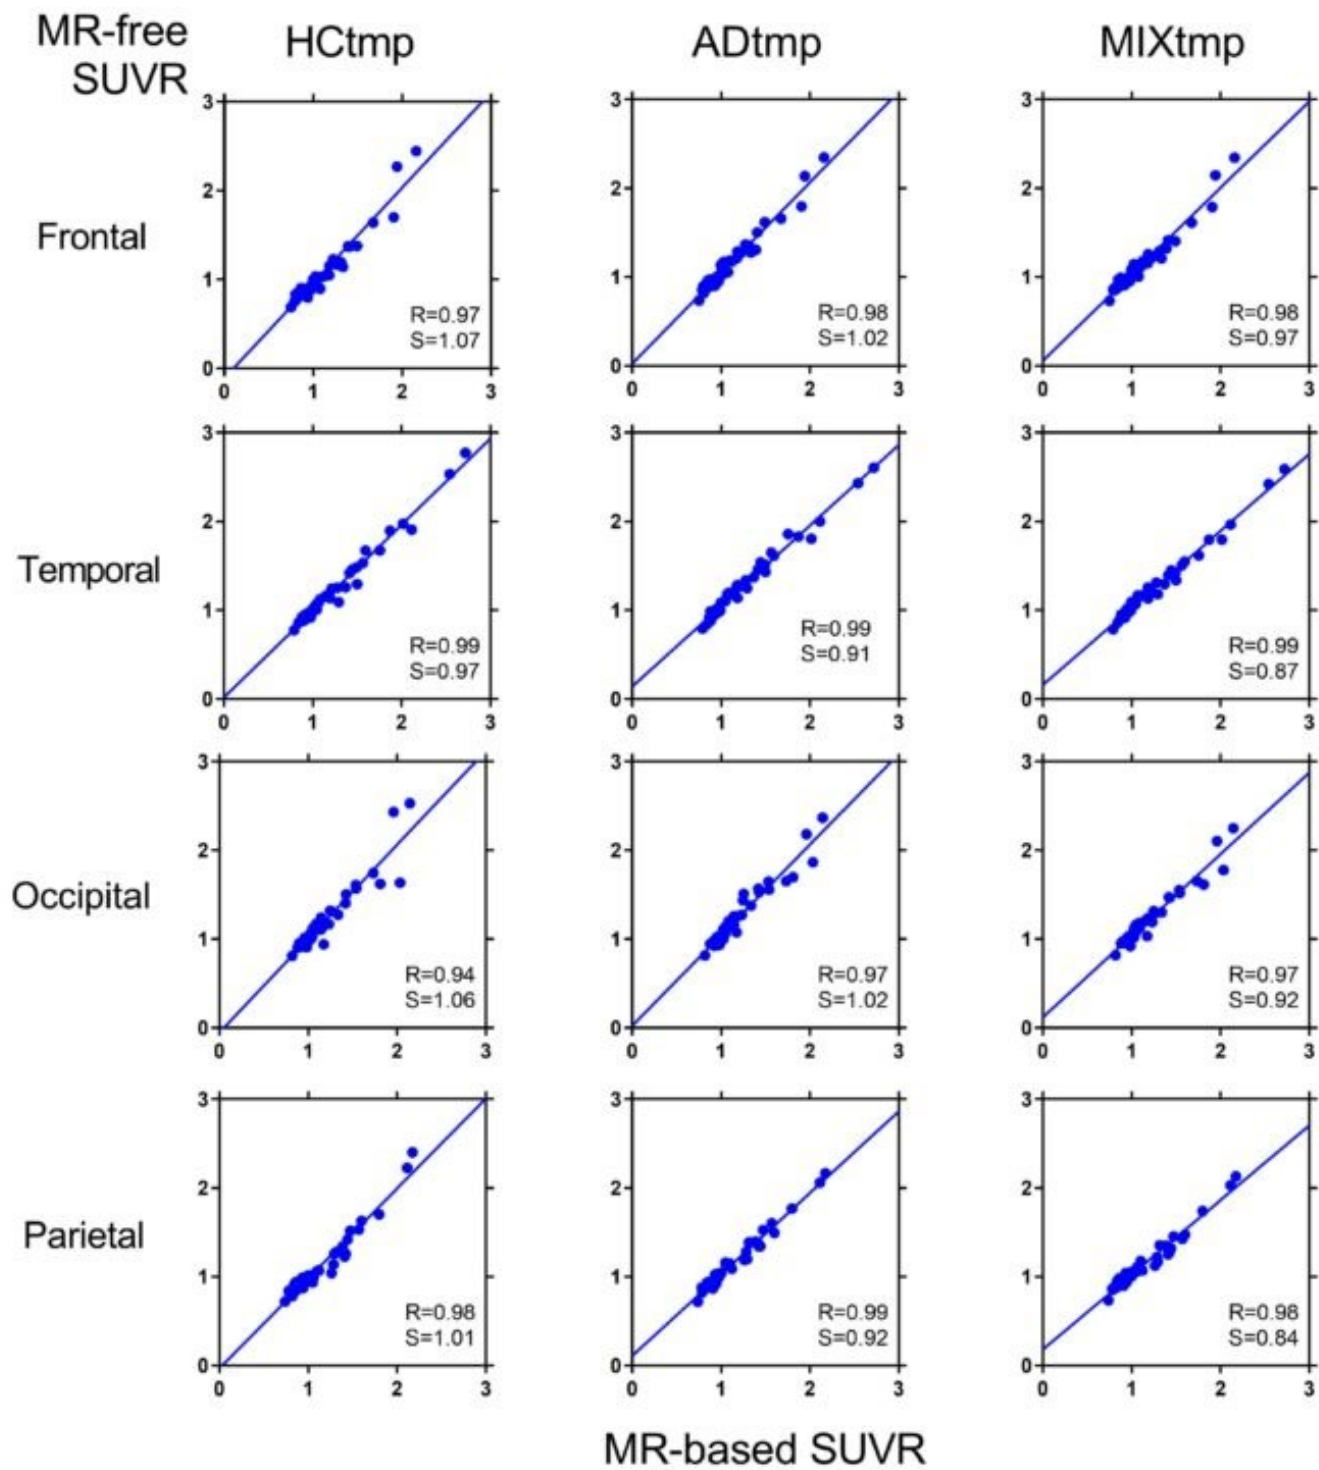 MR-free
SUVR
HCtmp
ADtmp
MIXtmp
Frontal
3
2
1
0
0 1 2 3
R=0.97
S=1.07
3
2
1
0
0 1 2 3
R=0.98
S=1.02
3
2
1
0
0 1 2 3
R=0.98
S=0.97
Temporal
3
2
1
0
0 1 2 3
R=0.99
S=0.97
3
2
1
0
0 1 2 3
R=0.99
S=0.91
3
2
1
0
0 1 2 3
R=0.99
S=0.87
Occipital
3
2
1
0
0 1 2 3
R=0.94
S=1.06
3
2
1
0
0 1 2 3
R=0.97
S=1.02
3
2
1
0
0 1 2 3
R=0.97
S=0.92
Parietal
3
2
1
0
0 1 2 3
R=0.98
S=1.01
3
2
1
0
0 1 2 3
R=0.99
S=0.92
3
2
1
0
0 1 2 3
R=0.98
S=0.84
MR-based SUVR